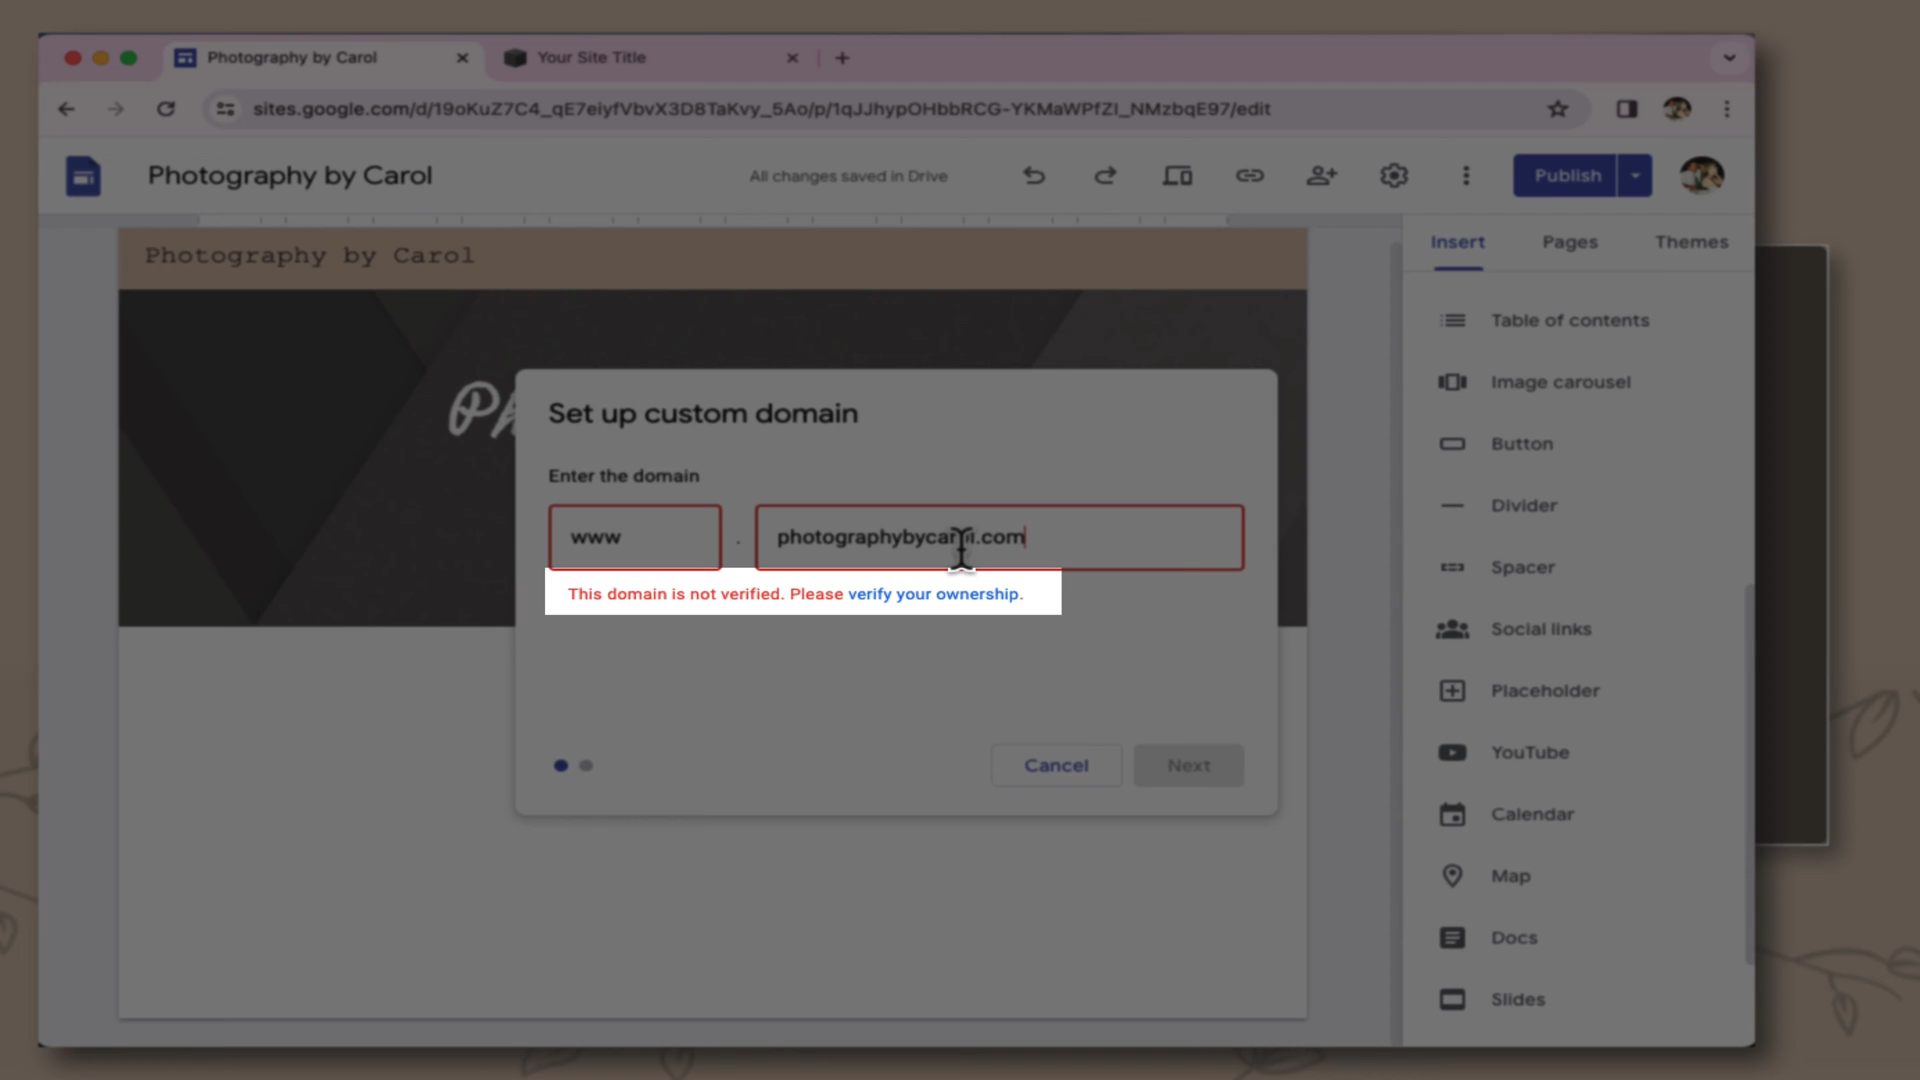 Photography by Carol
Your Site Title
sites.google.com/d/19oKuZ7C4_qE7eiyfVbvX3D8TaKvy_5Ao/p/1qJJhypOHbbRCG-YKMaWPfZI_NMzbqE97/edit
Photography by Carol
All changes saved in Drive
Publish
Insert
Pages
Themes
Photography by Carol
Ph
Set up custom domain
Enter the domain
www
.
photographybycarol.com
This domain is not verified. Please verify your ownership.
Cancel
Next
Table of contents
Image carousel
Button
Divider
Spacer
Social links
Placeholder
YouTube
Calendar
Map
Docs
Slides